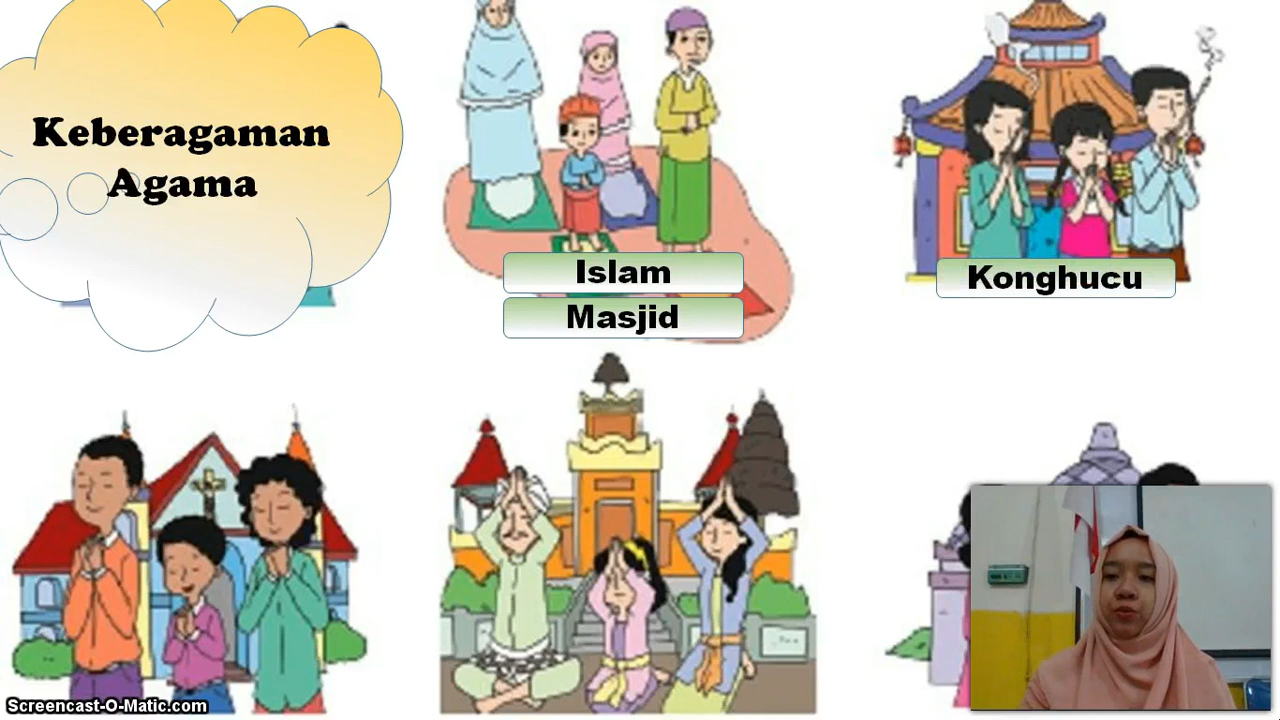 Keberagaman
Agama
Islam
Masjid
Konghucu
Screencast-O-Matic.com